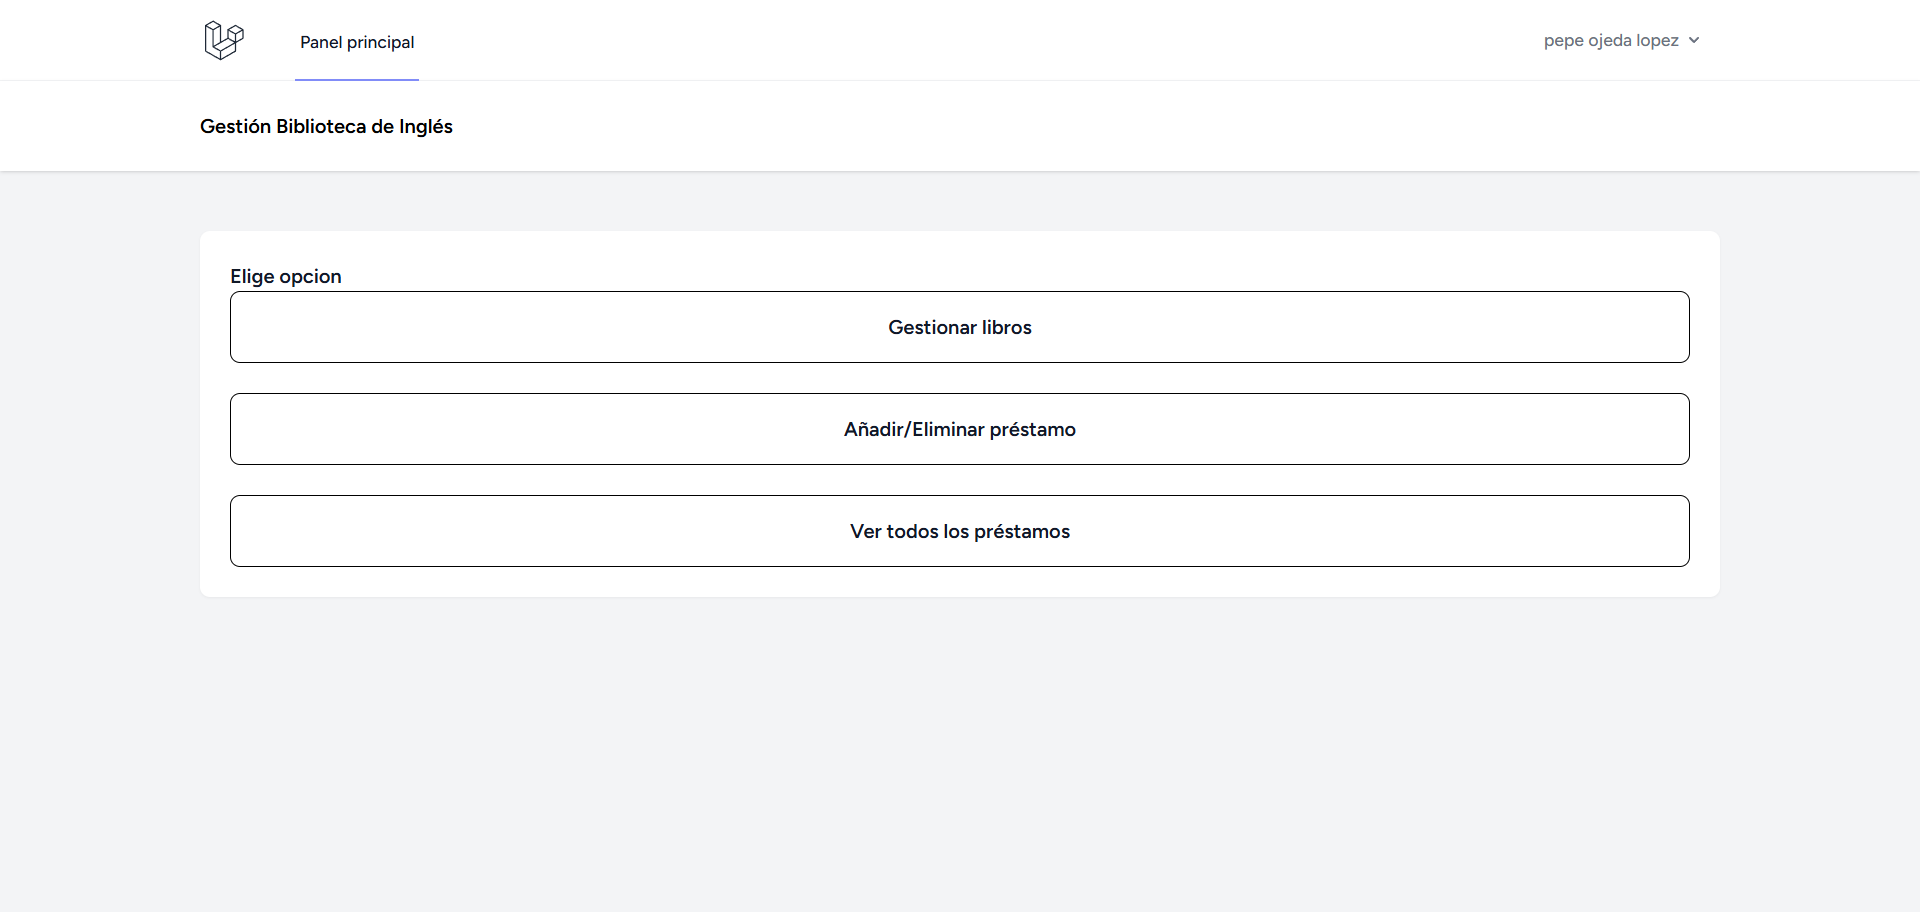 Panel principal
pepe ojeda lopez
Gestión Biblioteca de Inglés
Elige opcion
Gestionar libros
Añadir/Eliminar préstamo
Ver todos los préstamos